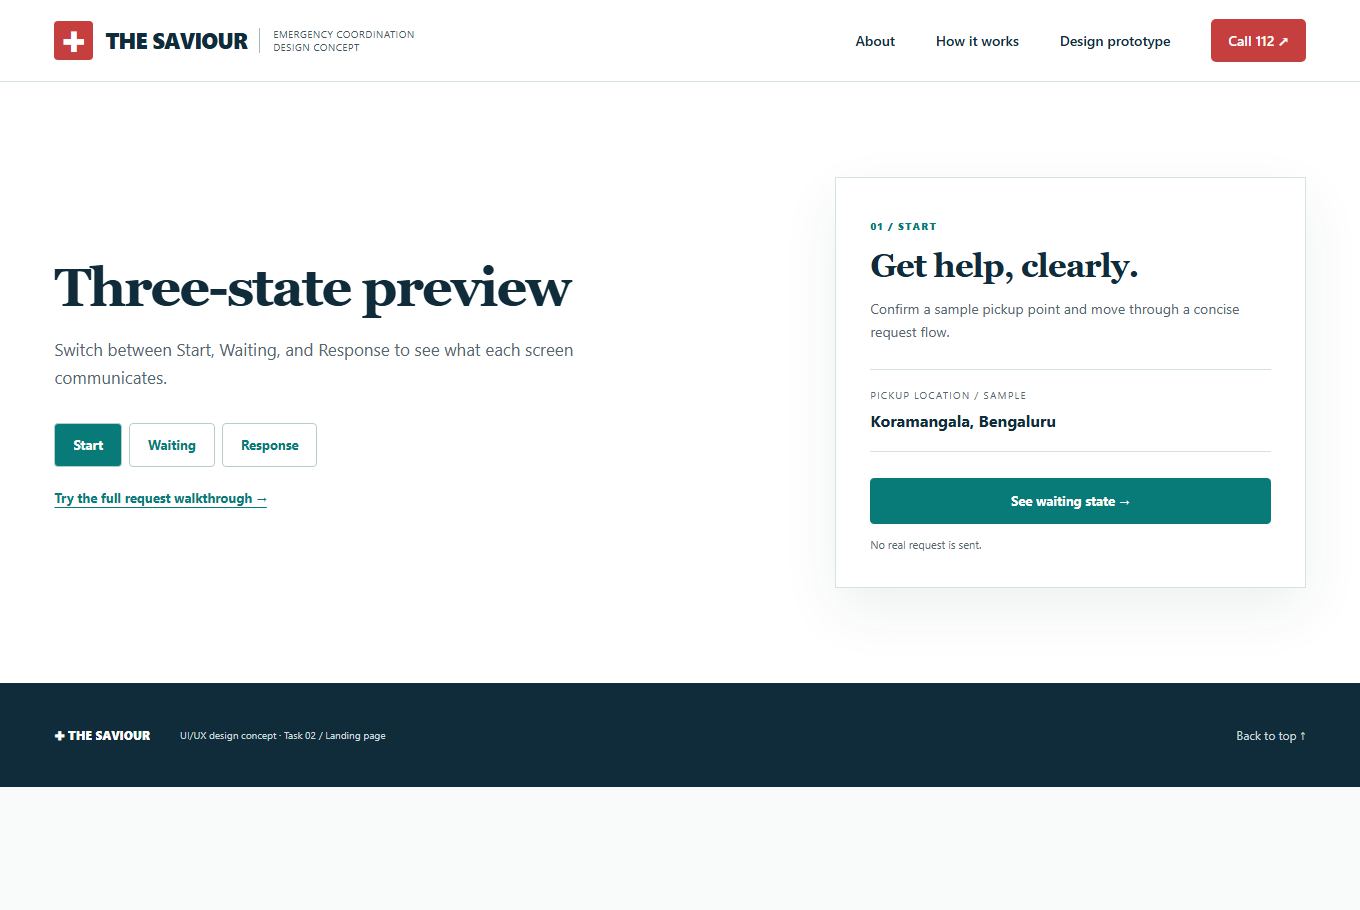 THE SAVIOUR
EMERGENCY COORDINATION
DESIGN CONCEPT
About
How it works
Design prototype
Call 112 ↗
Three-state preview
Switch between Start, Waiting, and Response to see what each screen
communicates.
Start
Waiting
Response
Try the full request walkthrough →
01 / START
Get help, clearly.
Confirm a sample pickup point and move through a concise
request flow.
PICKUP LOCATION / SAMPLE
Koramangala, Bengaluru
See waiting state →
No real request is sent.
✚ THE SAVIOUR
UI/UX design concept · Task 02 / Landing page
Back to top ↑